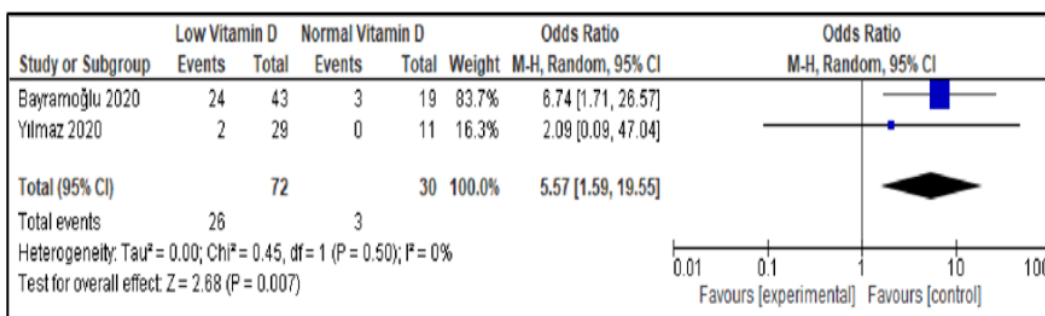 Low Vitamin D Normal Vitamin D Odds Ratio Odds Ratio
Study or Subgroup Events Total Events Total Weight M-H, Random, 95% CI M-H, Random, 95% CI
Bayramoğlu 2020 24 43 3 19 83.7% 6.74 [1.71, 26.57]
Yılmaz 2020 2 29 0 11 16.3% 2.09 [0.09, 47.04]
Total (95% CI) 72 30 100.0% 5.57 [1.59, 19.55]
Total events 26 3
Heterogeneity: Tau² = 0.00; Chi² = 0.45, df = 1 (P = 0.50); I² = 0%
Test for overall effect: Z = 2.68 (P = 0.007)
0.01 0.1 1 10 100
Favours [experimental] Favours [control]